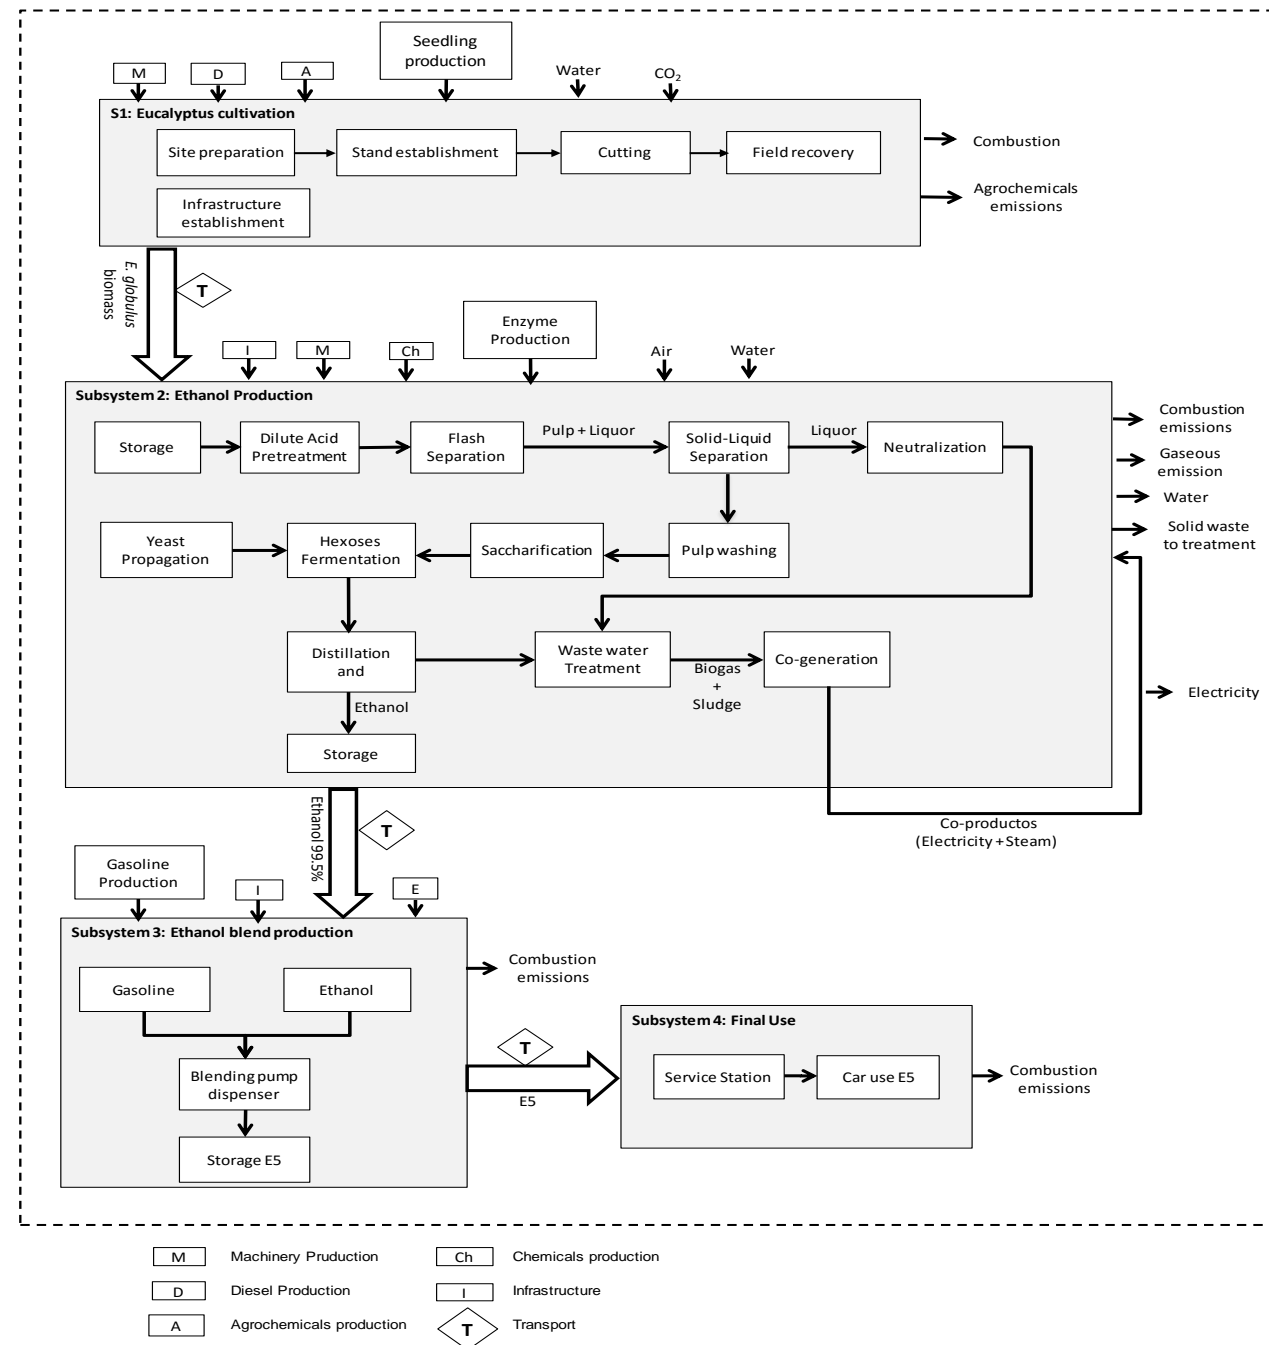 Seedling
production
M
D
A
Water
CO₂
S1: Eucalyptus cultivation
Site preparation
Stand establishment
Cutting
Field recovery
Infrastructure
establishment
Combustion
Agrochemicals
emissions
E. globulus
biomass
T
Enzyme
Production
I
M
Ch
Air
Water
Subsystem 2: Ethanol Production
Storage
Dilute Acid
Pretreatment
Flash
Separation
Pulp + Liquor
Solid-Liquid
Separation
Liquor
Neutralization
Combustion
emissions
Gaseous
emission
Water
Solid waste
to treatment
Yeast
Propagation
Hexoses
Fermentation
Saccharification
Pulp washing
Distillation
and
Waste water
Treatment
Biogas
+
Sludge
Co-generation
Electricity
Ethanol
Storage
Co-productos
(Electricity + Steam)
Ethanol 99.5%
T
Gasoline
Production
I
E
Subsystem 3: Ethanol blend production
Gasoline
Ethanol
Blending pump
dispenser
Storage E5
Combustion
emissions
T
E5
Subsystem 4: Final Use
Service Station
Car use E5
Combustion
emissions
M Machinery Pruduction
Ch Chemicals production
D Diesel Production
I Infrastructure
A Agrochemicals production
T Transport